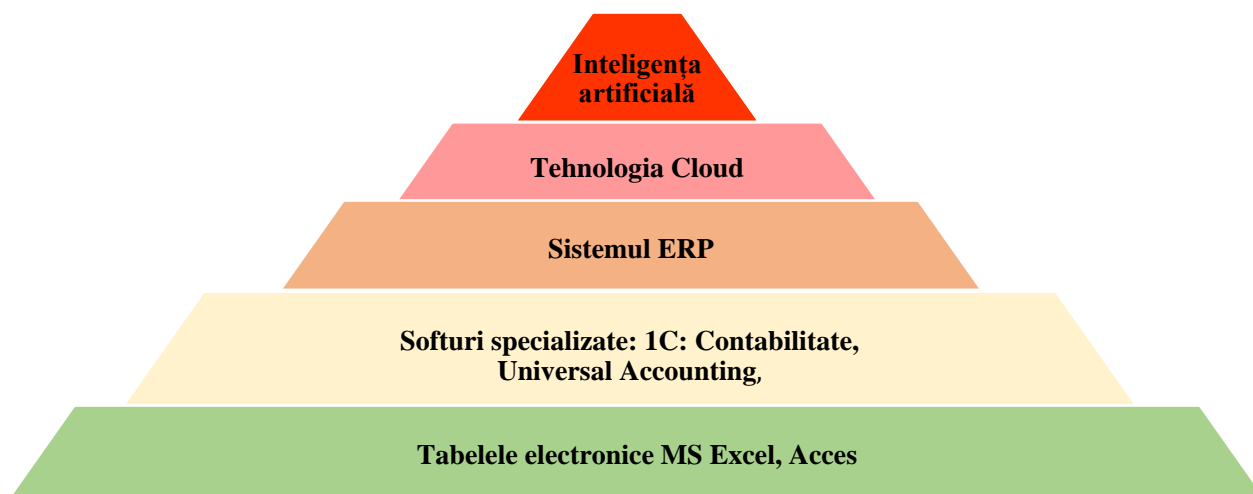 Inteligența
artificială
Tehnologia Cloud
Sistemul ERP
Softuri specializate: 1C: Contabilitate,
Universal Accounting,
Tabelele electronice MS Excel, Acces